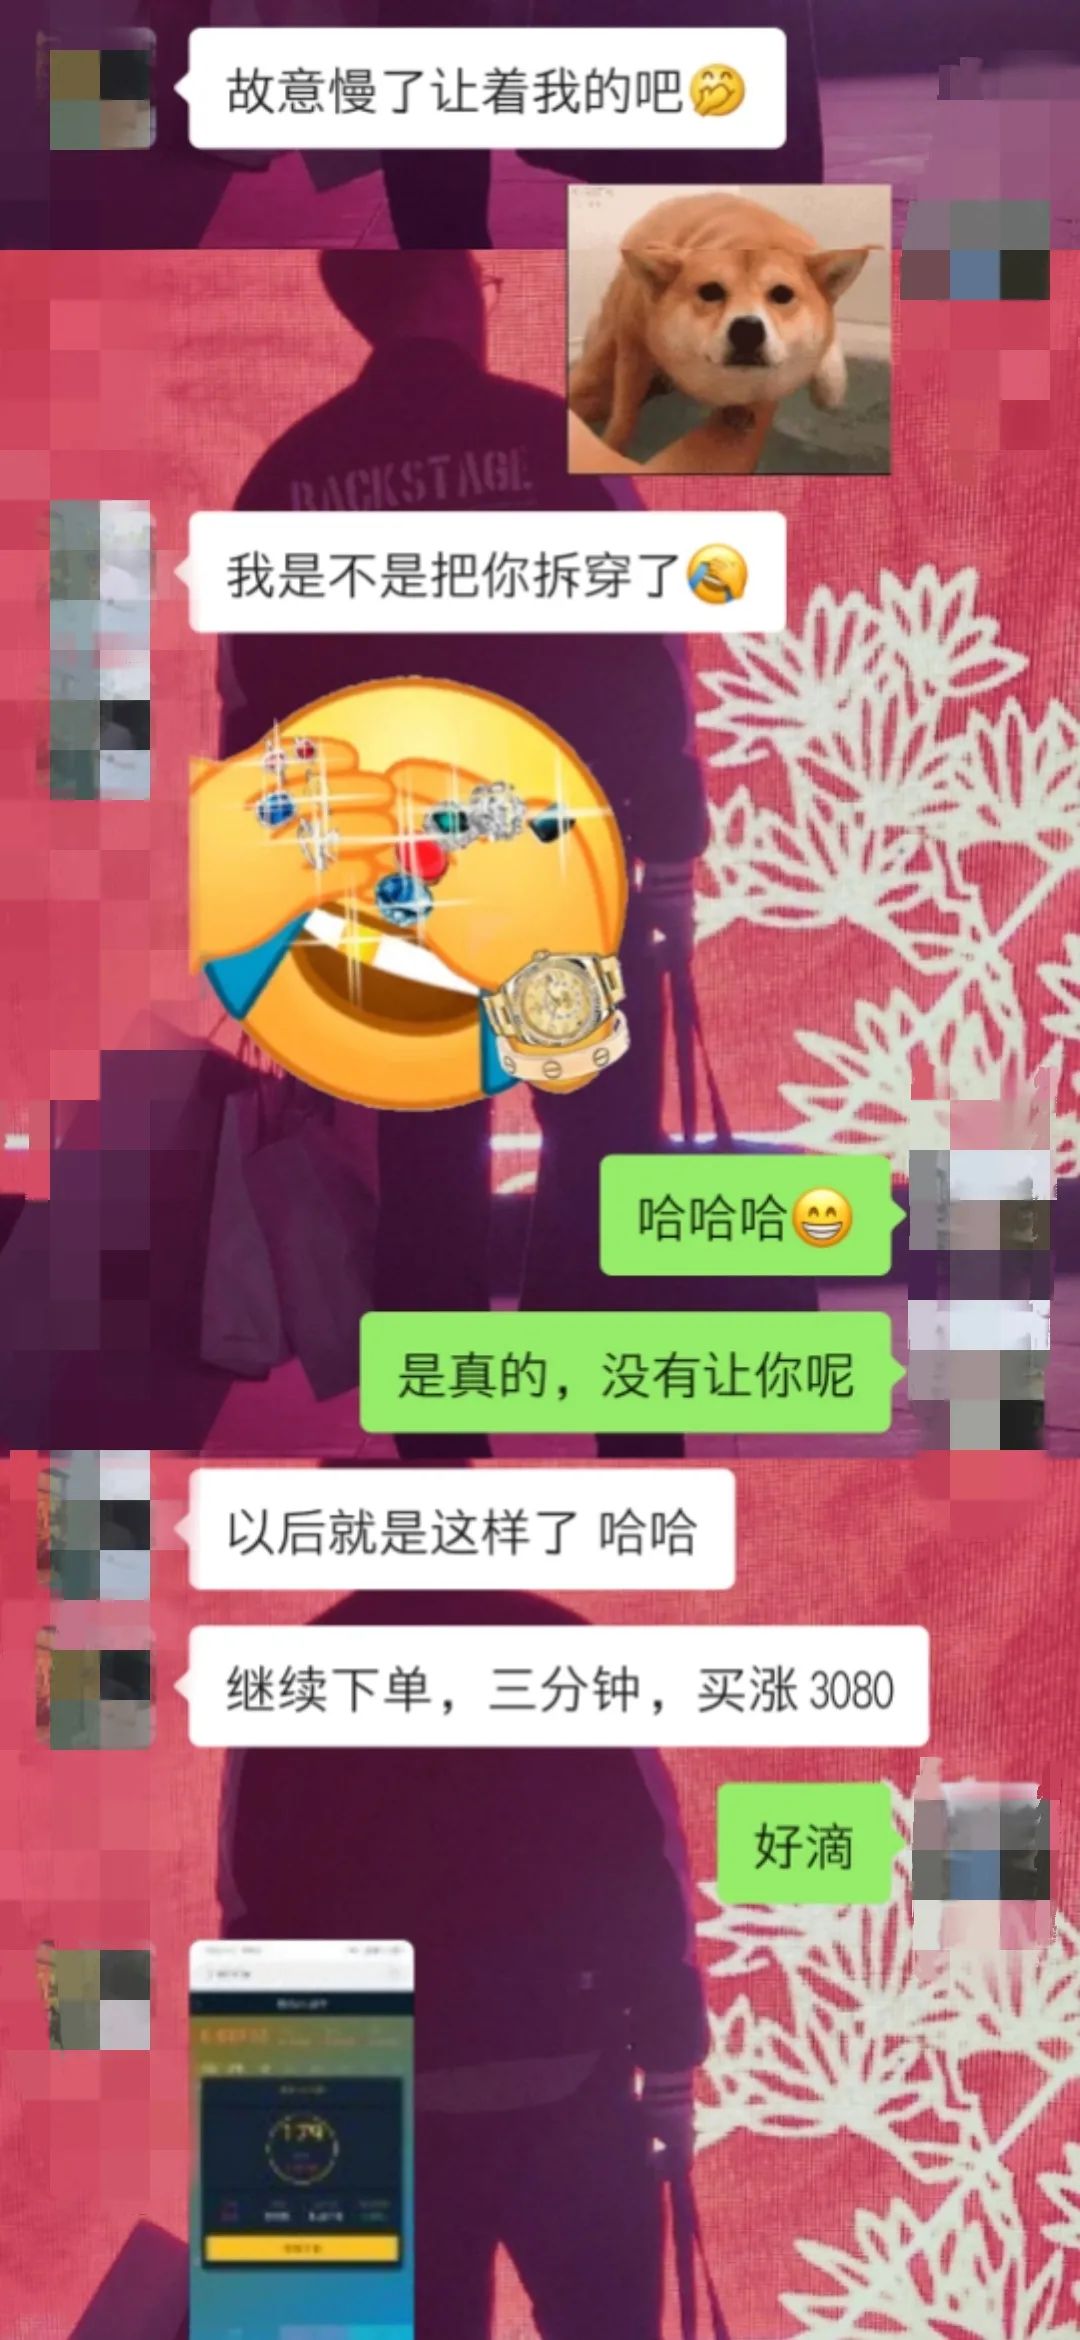 故意慢了让着我的吧
BACKSTAGE
我是不是把你拆穿了
哈哈哈
是真的，没有让你呢
以后就是这样了 哈哈
继续下单，三分钟，买涨 3080
好滴